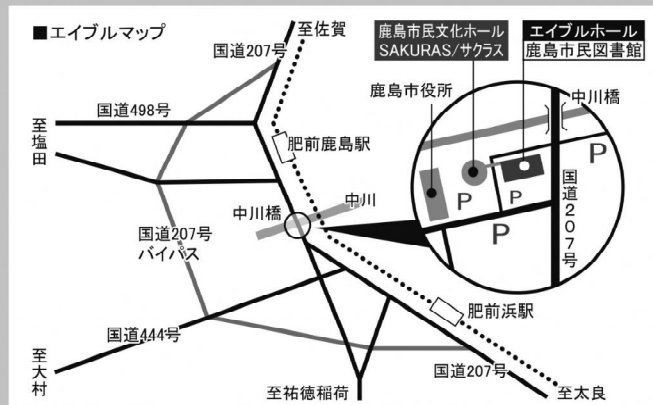 ■エイブルマップ
至佐賀
国道207号
鹿島市民文化ホール
SAKURAS/サクラス
エイブルホール
鹿島市民図書館
国道498号
鹿島市役所
中川橋
至塩田
肥前鹿島駅
P
P
P
P
国道207号
中川橋
中川
国道207号
バイパス
肥前浜駅
国道444号
国道207号
至大村
至祐徳稲荷
至太良